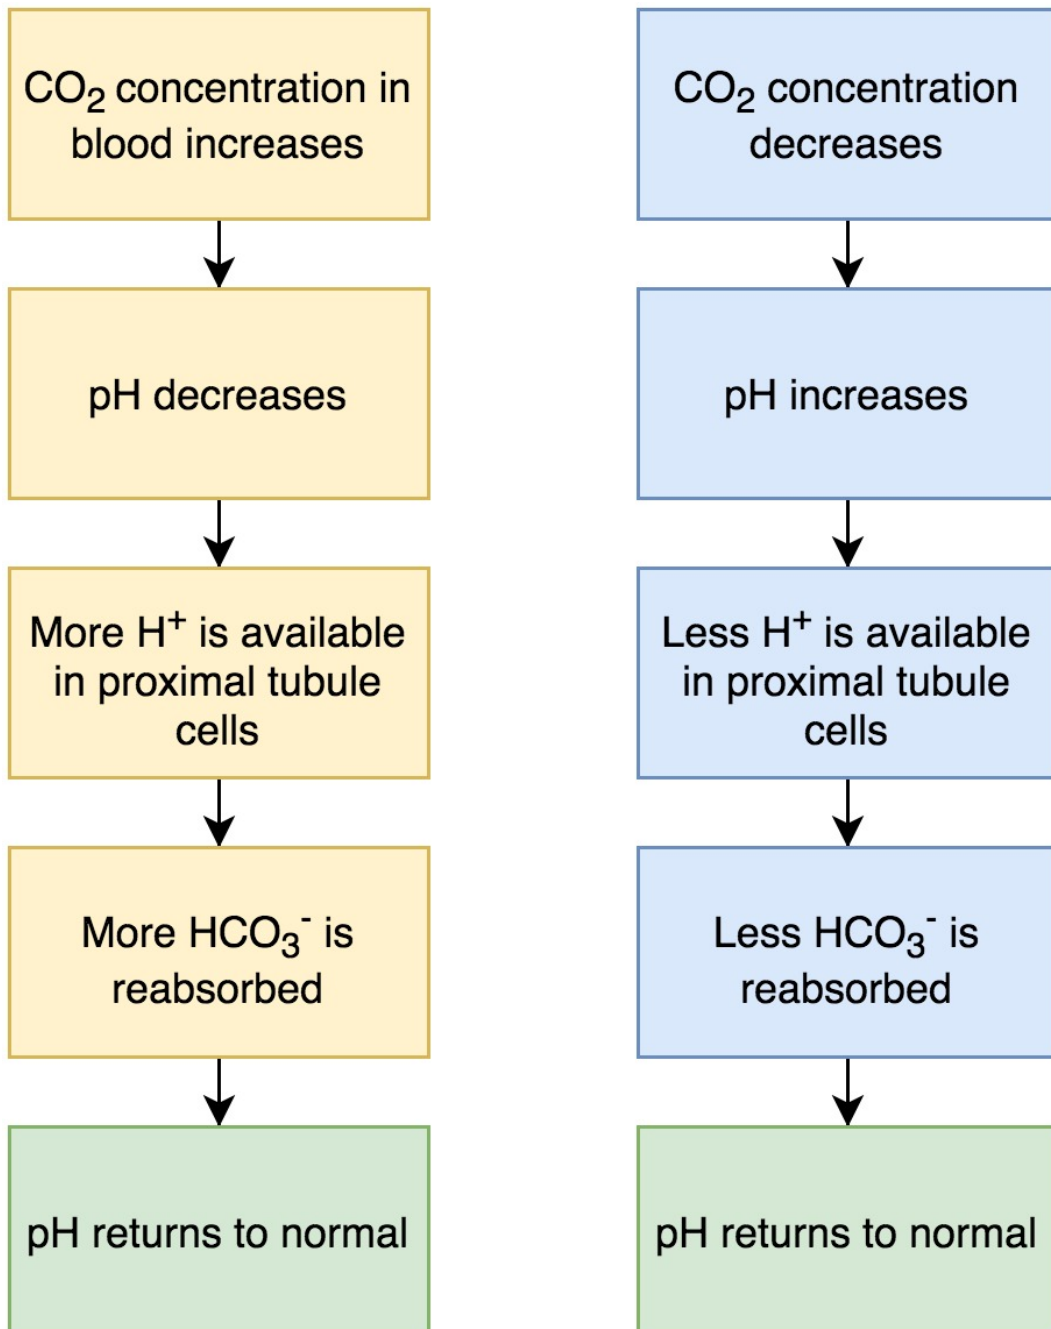 CO₂ concentration in
blood increases
pH decreases
More H⁺ is available
in proximal tubule
cells
More HCO₃⁻ is
reabsorbed
pH returns to normal
CO₂ concentration
decreases
pH increases
Less H⁺ is available
in proximal tubule
cells
Less HCO₃⁻ is
reabsorbed
pH returns to normal